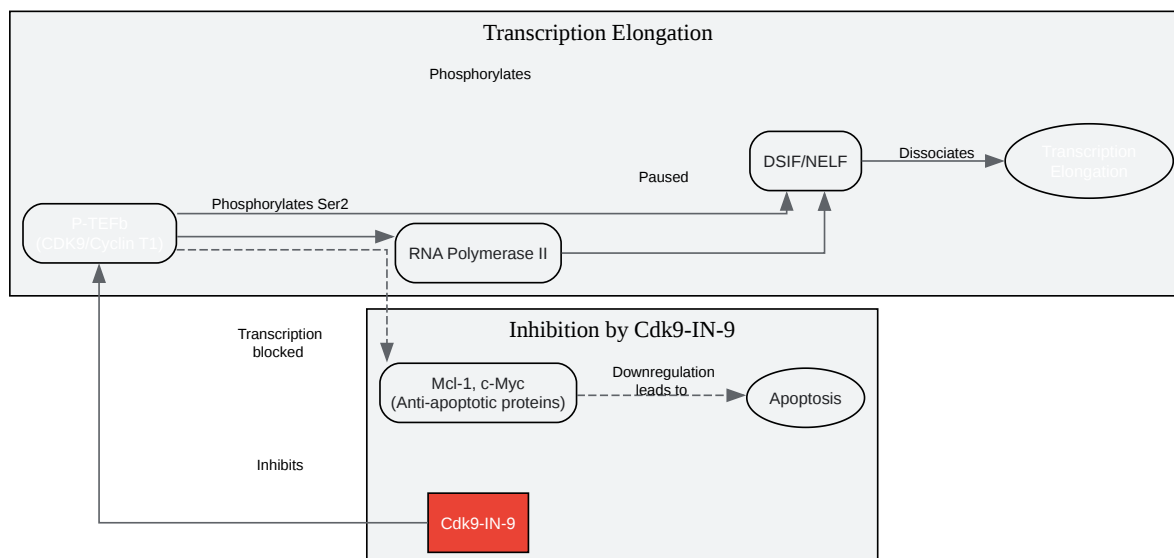 Transcription Elongation
Phosphorylates
DSIF/NELF
Dissociates
Transcription
Elongation
Paused
Phosphorylates Ser2
P-TEFb
(CDK9/Cyclin T1)
RNA Polymerase II
Inhibition by Cdk9-IN-9
Transcription
blocked
Mcl-1, c-Myc
(Anti-apoptotic proteins)
Downregulation
leads to
Apoptosis
Inhibits
Cdk9-IN-9